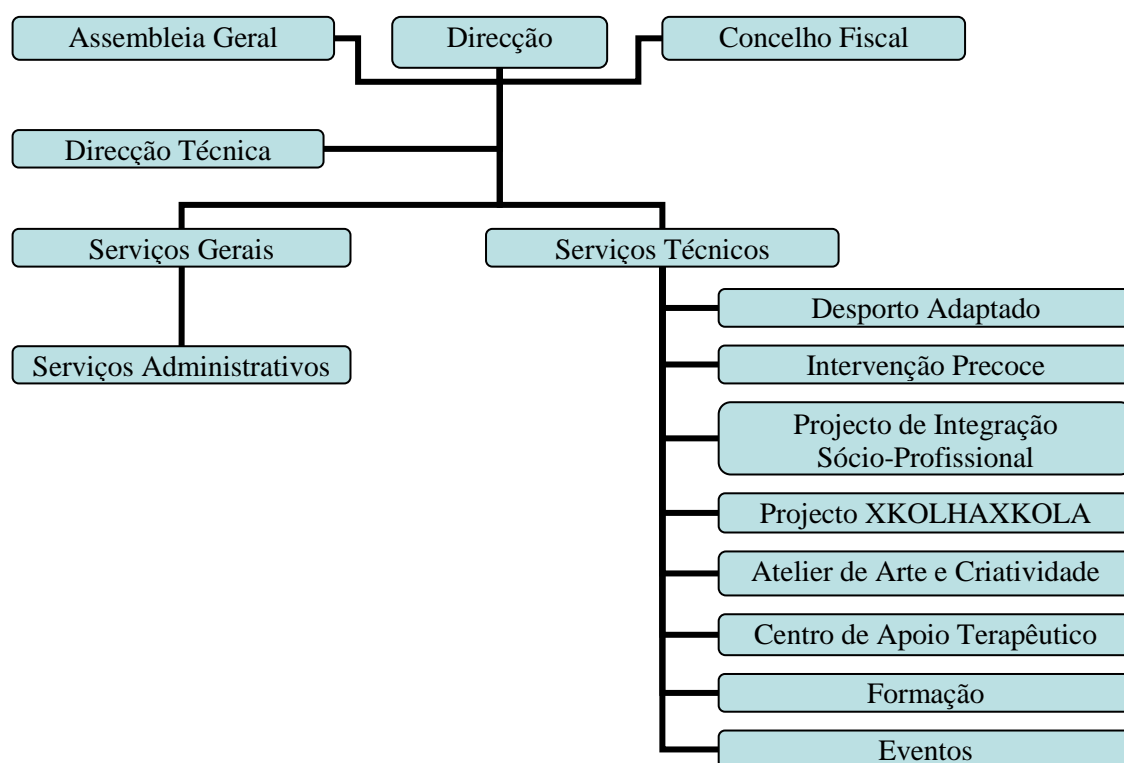 Assembleia Geral
Direcção
Concelho Fiscal
Direcção Técnica
Serviços Gerais
Serviços Técnicos
Serviços Administrativos
Desporto Adaptado
Intervenção Precoce
Projecto de Integração
Sócio-Profissional
Projecto XKOLHAXKOLA
Atelier de Arte e Criatividade
Centro de Apoio Terapêutico
Formação
Eventos